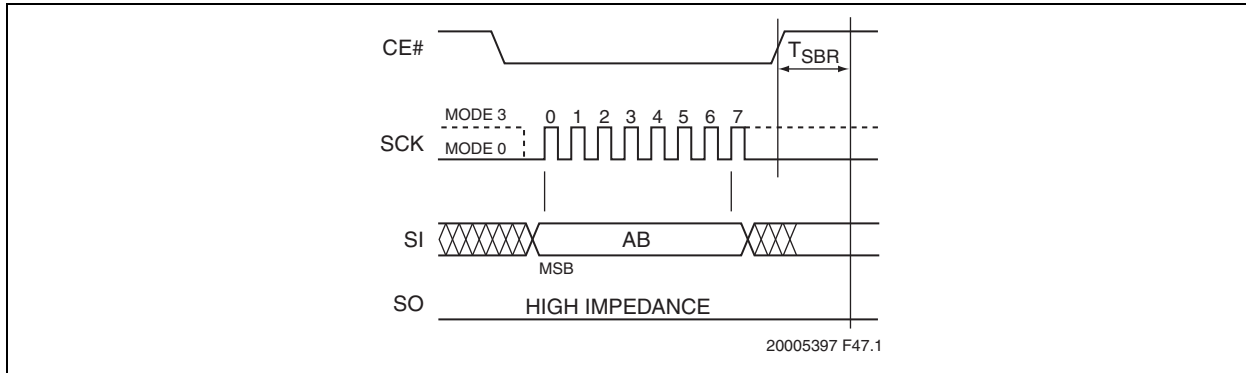 CE#
TSBR
MODE 3
0 1 2 3 4 5 6 7
SCK
MODE 0
SI
AB
MSB
SO
HIGH IMPEDANCE
20005397 F47.1